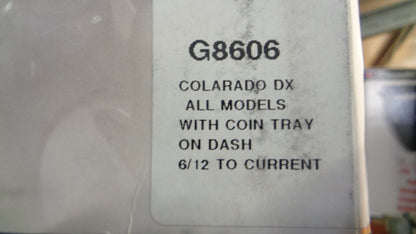 G8606
COLARADO DX
ALL MODELS
WITH COIN TRAY
ON DASH
6/12 TO CURRENT